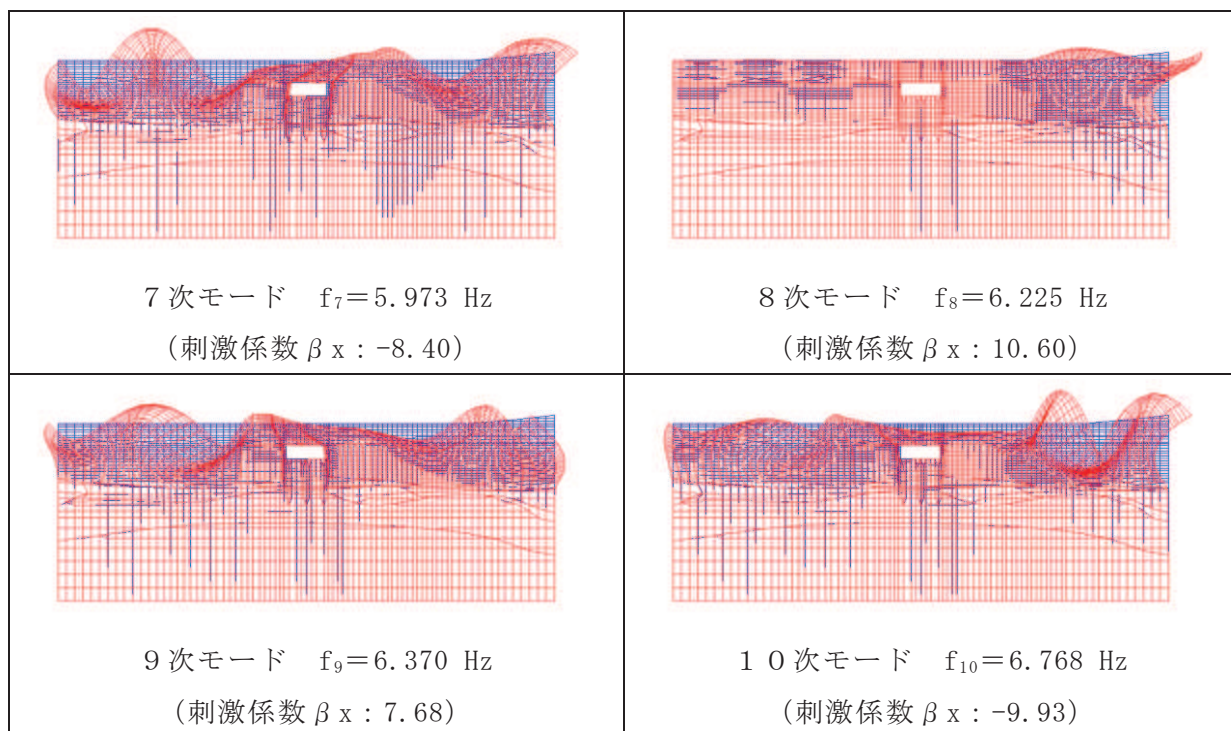 7次モード f₇＝5.973 Hz
(刺激係数βx：-8.40)
8次モード f₈＝6.225 Hz
(刺激係数βx：10.60)
9次モード f₉＝6.370 Hz
(刺激係数βx：7.68)
10次モード f₁₀＝6.768 Hz
(刺激係数βx：-9.93)